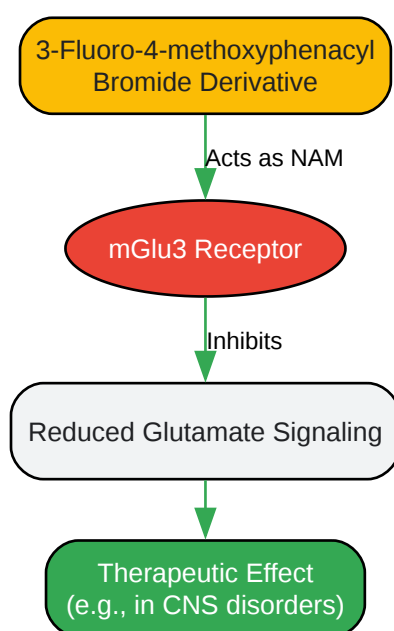 3-Fluoro-4-methoxyphenacyl
Bromide Derivative
Acts as NAM
mGlu3 Receptor
Inhibits
Reduced Glutamate Signaling
Therapeutic Effect
(e.g., in CNS disorders)